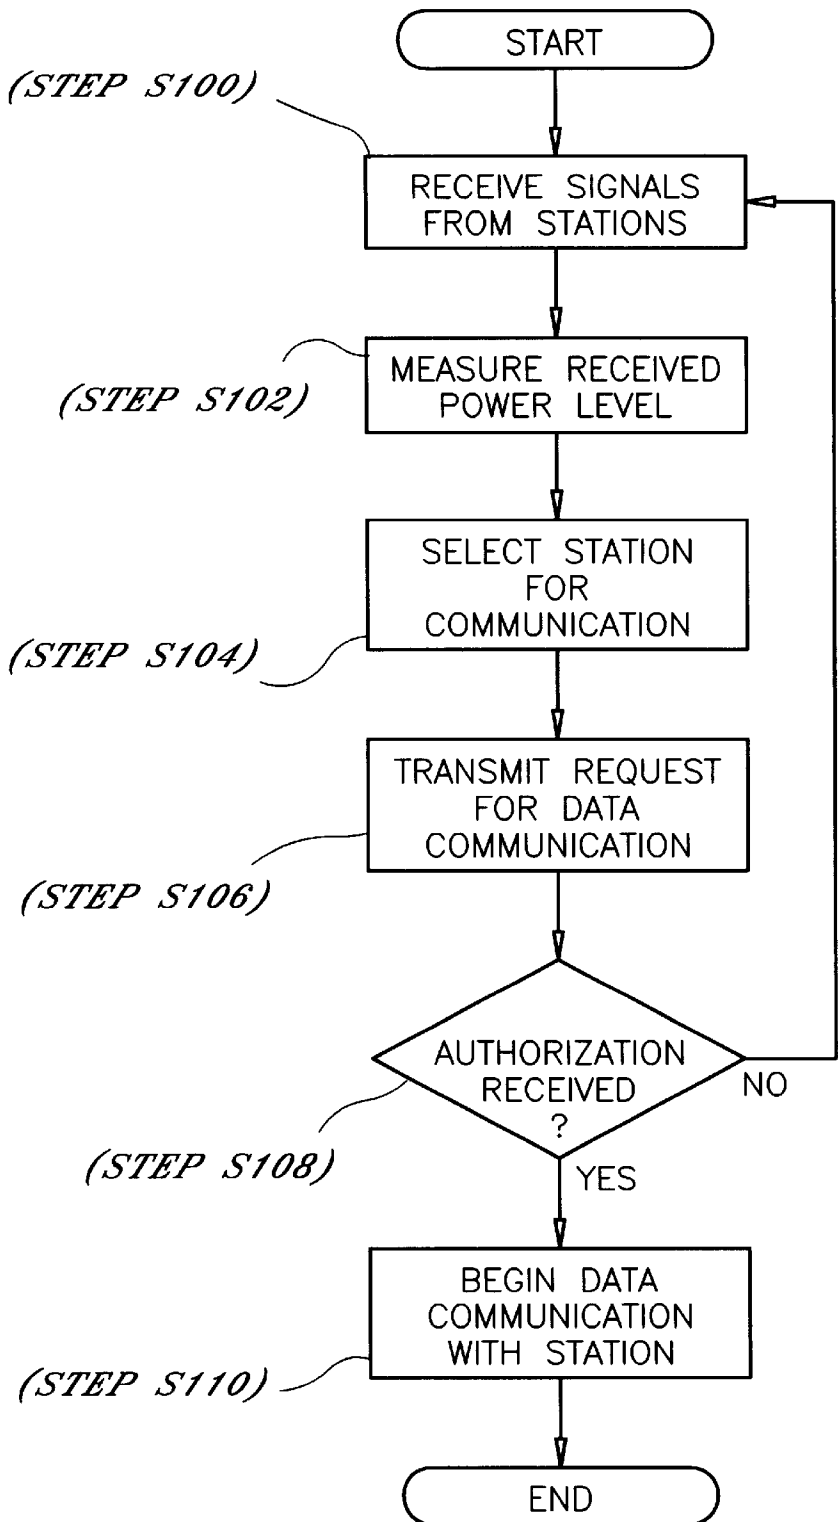 START
(STEP S100)
RECEIVE SIGNALS
FROM STATIONS
MEASURE RECEIVED
POWER LEVEL
(STEP S102)
SELECT STATION
FOR
COMMUNICATION
(STEP S104)
TRANSMIT REQUEST
FOR DATA
COMMUNICATION
(STEP S106)
AUTHORIZATION
RECEIVED
?
NO
(STEP S108)
YES
BEGIN DATA
COMMUNICATION
WITH STATION
(STEP S110)
END